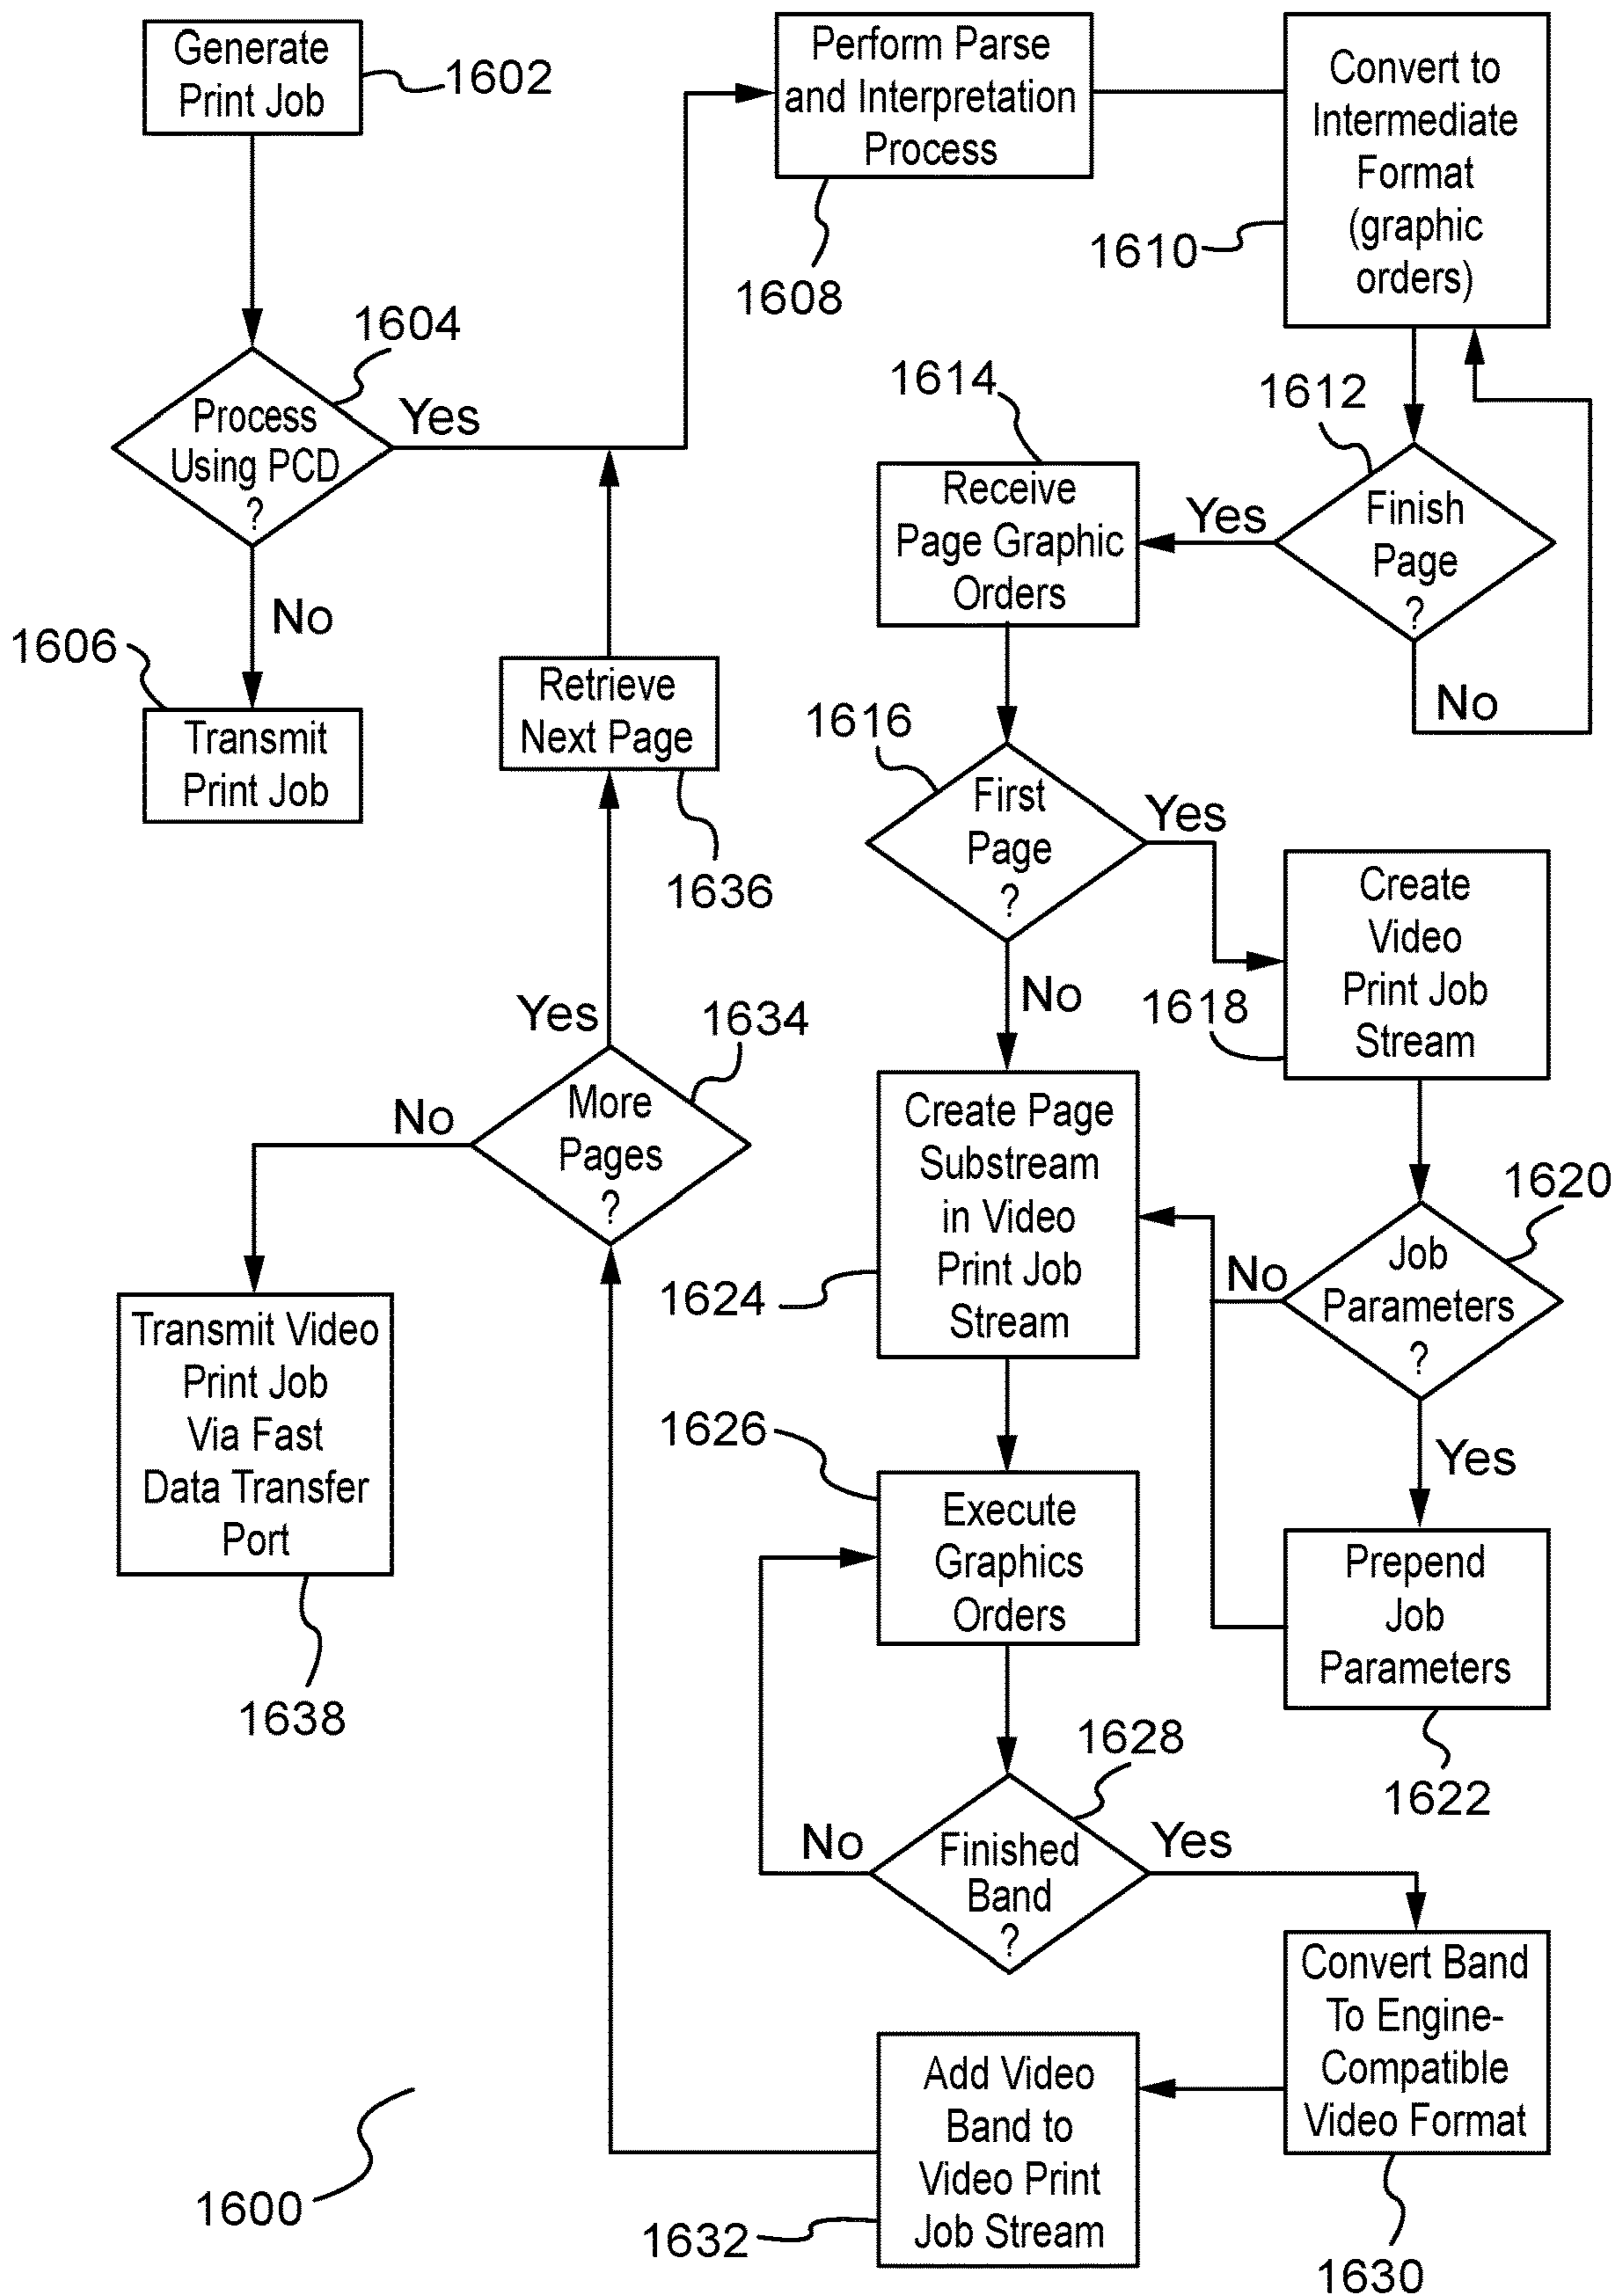 Generate
Print Job
1602
Process
Using PCD
?
1604
Yes
No
1606
Transmit
Print Job
Perform Parse
and Interpretation
Process
1608
Convert to
Intermediate
Format
(graphic
orders)
1610
1612
Finish
Page
?
Yes
No
1614
Receive
Page Graphic
Orders
1616
First
Page
?
Yes
No
Create
Video
Print Job
Stream
1618
1620
Job
Parameters
?
No
Yes
Prepend
Job
Parameters
1622
Create Page
Substream
in Video
Print Job
Stream
1624
1626
Execute
Graphics
Orders
1628
Finished
Band
?
No
Yes
Convert Band
To Engine-
Compatible
Video Format
1630
Add Video
Band to
Video Print
Job Stream
1632
1634
More
Pages
?
Yes
No
Retrieve
Next Page
1636
Transmit Video
Print Job
Via Fast
Data Transfer
Port
1638
1600